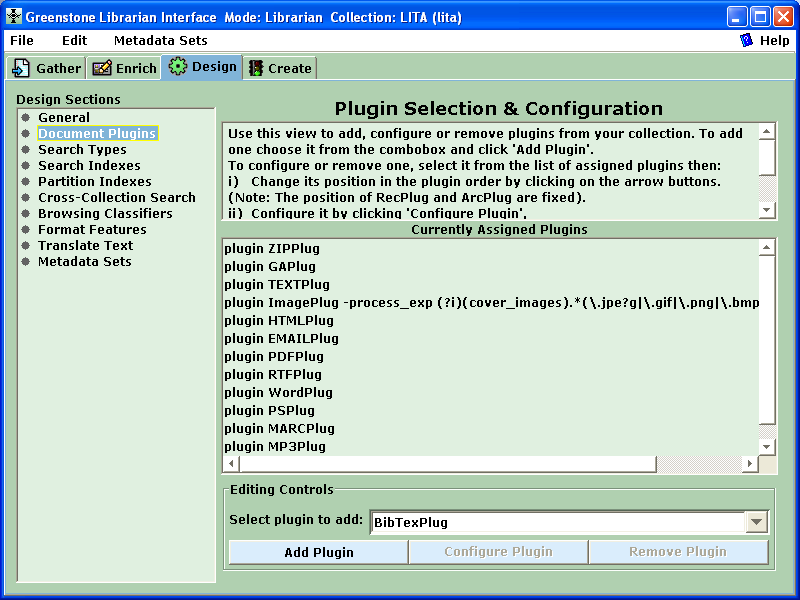 Greenstone Librarian Interface  Mode: Librarian  Collection: LITA (lita)
File Edit Metadata Sets Help
Gather Enrich Design Create
Design Sections
General
Document Plugins
Search Types
Search Indexes
Partition Indexes
Cross-Collection Search
Browsing Classifiers
Format Features
Translate Text
Metadata Sets
Plugin Selection & Configuration
Use this view to add, configure or remove plugins from your collection. To add
one choose it from the combobox and click 'Add Plugin'.
To configure or remove one, select it from the list of assigned plugins then:
i)   Change its position in the plugin order by clicking on the arrow buttons.
(Note: The position of RecPlug and ArcPlug are fixed).
ii)  Configure it by clicking 'Configure Plugin',
Currently Assigned Plugins
plugin ZIPPlug
plugin GAPlug
plugin TEXTPlug
plugin ImagePlug -process_exp (?i)(cover_images).*(\.jpe?g|\.gif|\.png|\.bmp
plugin HTMLPlug
plugin EMAILPlug
plugin PDFPlug
plugin RTFPlug
plugin WordPlug
plugin PSPlug
plugin MARCPlug
plugin MP3Plug
Editing Controls
Select plugin to add: BibTexPlug
Add Plugin Configure Plugin Remove Plugin